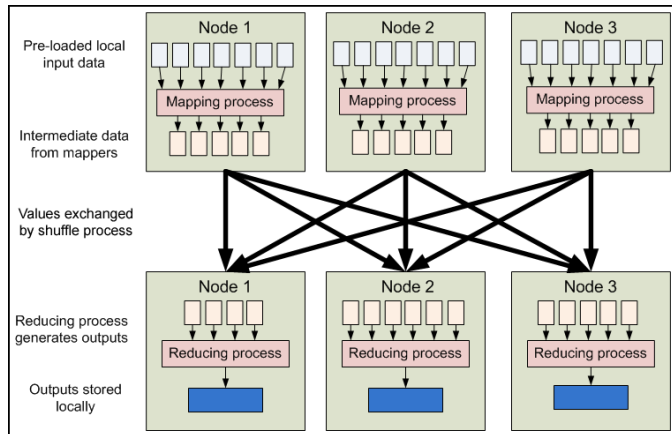 Node 1
Node 2
Node 3
Pre-loaded local
input data
Mapping process
Mapping process
Mapping process
Intermediate data
from mappers
Values exchanged
by shuffle process
Node 1
Node 2
Node 3
Reducing process
generates outputs
Reducing process
Reducing process
Reducing process
Outputs stored
locally